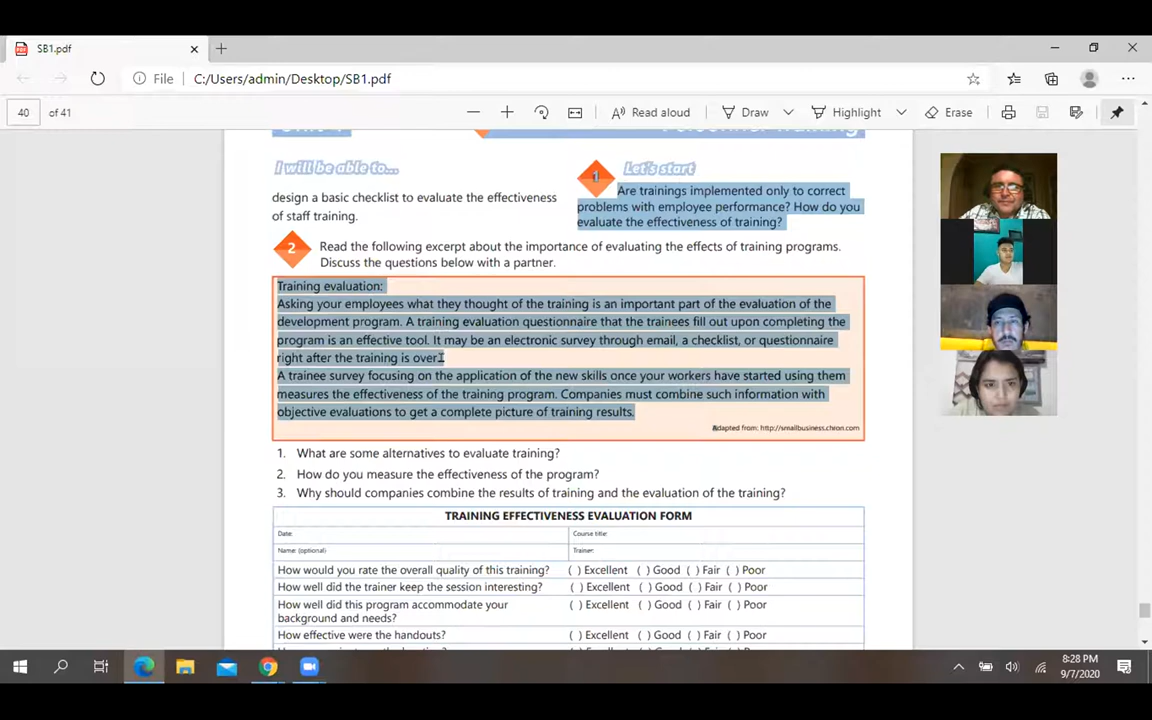 SB1.pdf
File C:/Users/admin/Desktop/SB1.pdf
40 of 41 Read aloud Draw Highlight Erase
I will be able to...
design a basic checklist to evaluate the effectiveness
of staff training.
1 Let's start
Are trainings implemented only to correct
problems with employee performance? How do you
evaluate the effectiveness of training?
2 Read the following excerpt about the importance of evaluating the effects of training programs.
Discuss the questions below with a partner.
Training evaluation:
Asking your employees what they thought of the training is an important part of the evaluation of the
development program. A training evaluation questionnaire that the trainees fill out upon completing the
program is an effective tool. It may be an electronic survey through email, a checklist, or questionnaire
right after the training is over.
A trainee survey focusing on the application of the new skills once your workers have started using them
measures the effectiveness of the training program. Companies must combine such information with
objective evaluations to get a complete picture of training results.
Adapted from: http://smallbusiness.chron.com
1. What are some alternatives to evaluate training?
2. How do you measure the effectiveness of the program?
3. Why should companies combine the results of training and the evaluation of the training?
TRAINING EFFECTIVENESS EVALUATION FORM
Date: Course title:
Name: (optional) Trainer:
How would you rate the overall quality of this training? ( ) Excellent ( ) Good ( ) Fair ( ) Poor
How well did the trainer keep the session interesting? ( ) Excellent ( ) Good ( ) Fair ( ) Poor
How well did this program accommodate your ( ) Excellent ( ) Good ( ) Fair ( ) Poor
background and needs?
How effective were the handouts? ( ) Excellent ( ) Good ( ) Fair ( ) Poor
8:28 PM
9/7/2020